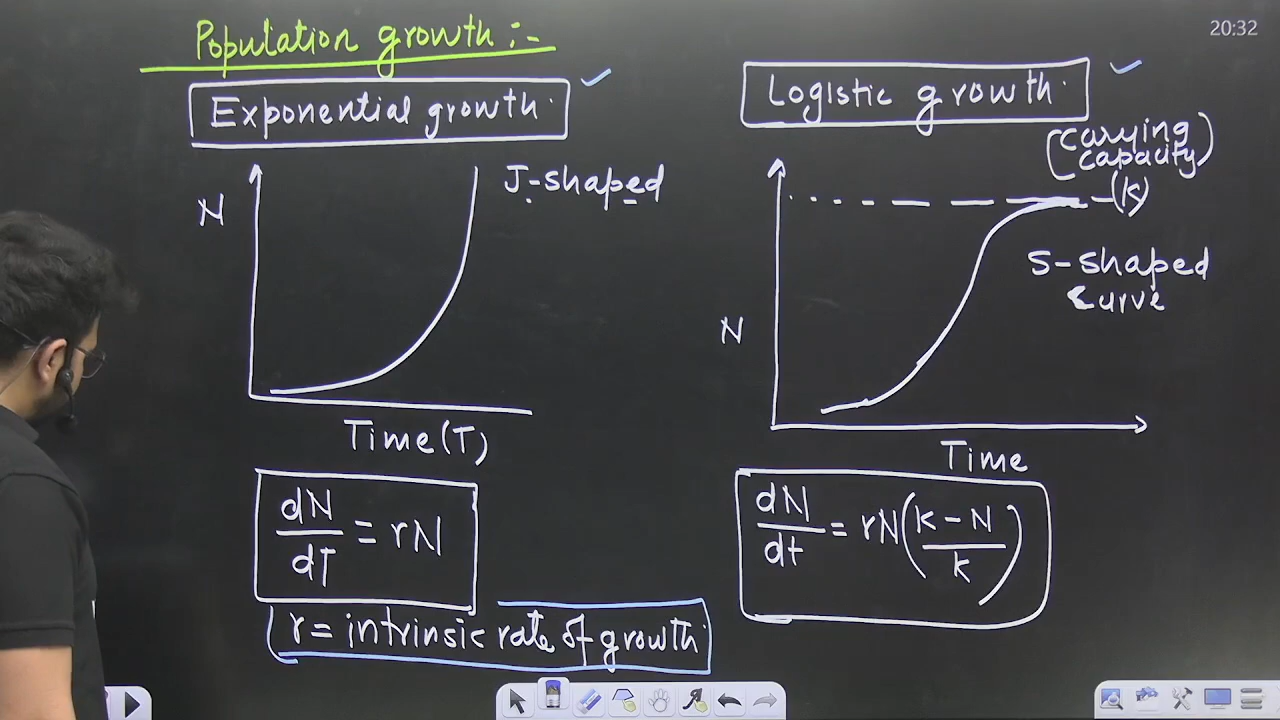 20:32
Population growth :-
Exponential growth.
N
J-shaped
Time (T)
dN/dT = rN
r = intrinsic rate of growth.
Logistic growth.
(Carying
capacity)
(K)
S-shaped
Curve
N
Time
dN/dt = rN(K-N/K)